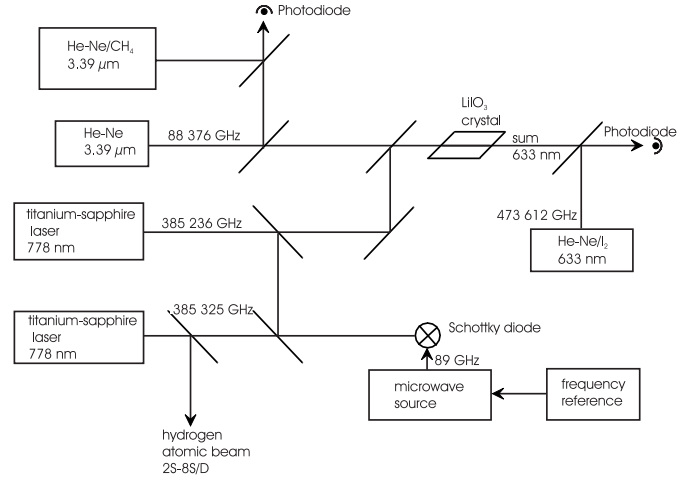 Photodiode
He-Ne/CH₄
3.39 µm
He-Ne
3.39 µm
88 376 GHz
LiIO₃
crystal
sum
633 nm
Photodiode
titanium-sapphire
laser
778 nm
385 236 GHz
473 612 GHz
He-Ne/I₂
633 nm
titanium-sapphire
laser
778 nm
385 325 GHz
Schottky diode
89 GHz
microwave
source
frequency
reference
hydrogen
atomic beam
2S-8S/D